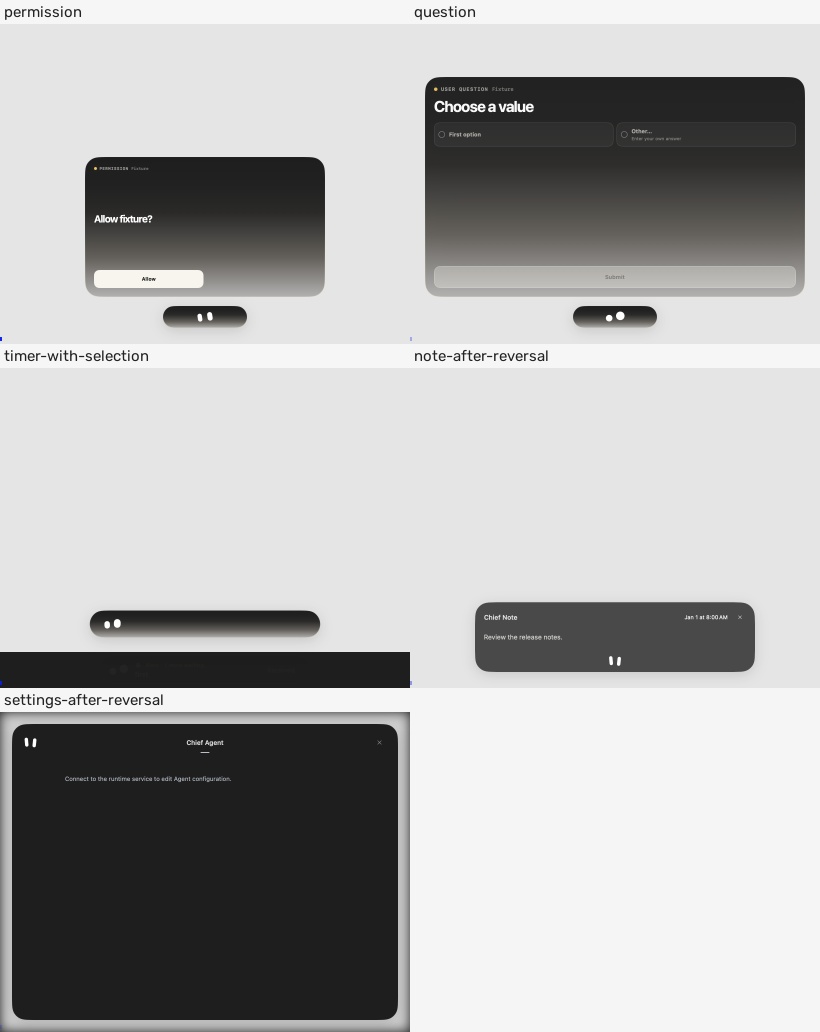 permission
question
PERMISSION Fixture
Allow fixture?
Allow
USER QUESTION Fixture
Choose a value
First option
Other...
Enter your own answer
Submit
timer-with-selection
note-after-reversal
Chief Note
Jan 1 at 8:00 AM
×
Review the release notes.
settings-after-reversal
Chief Agent
×
Connect to the runtime service to edit Agent configuration.